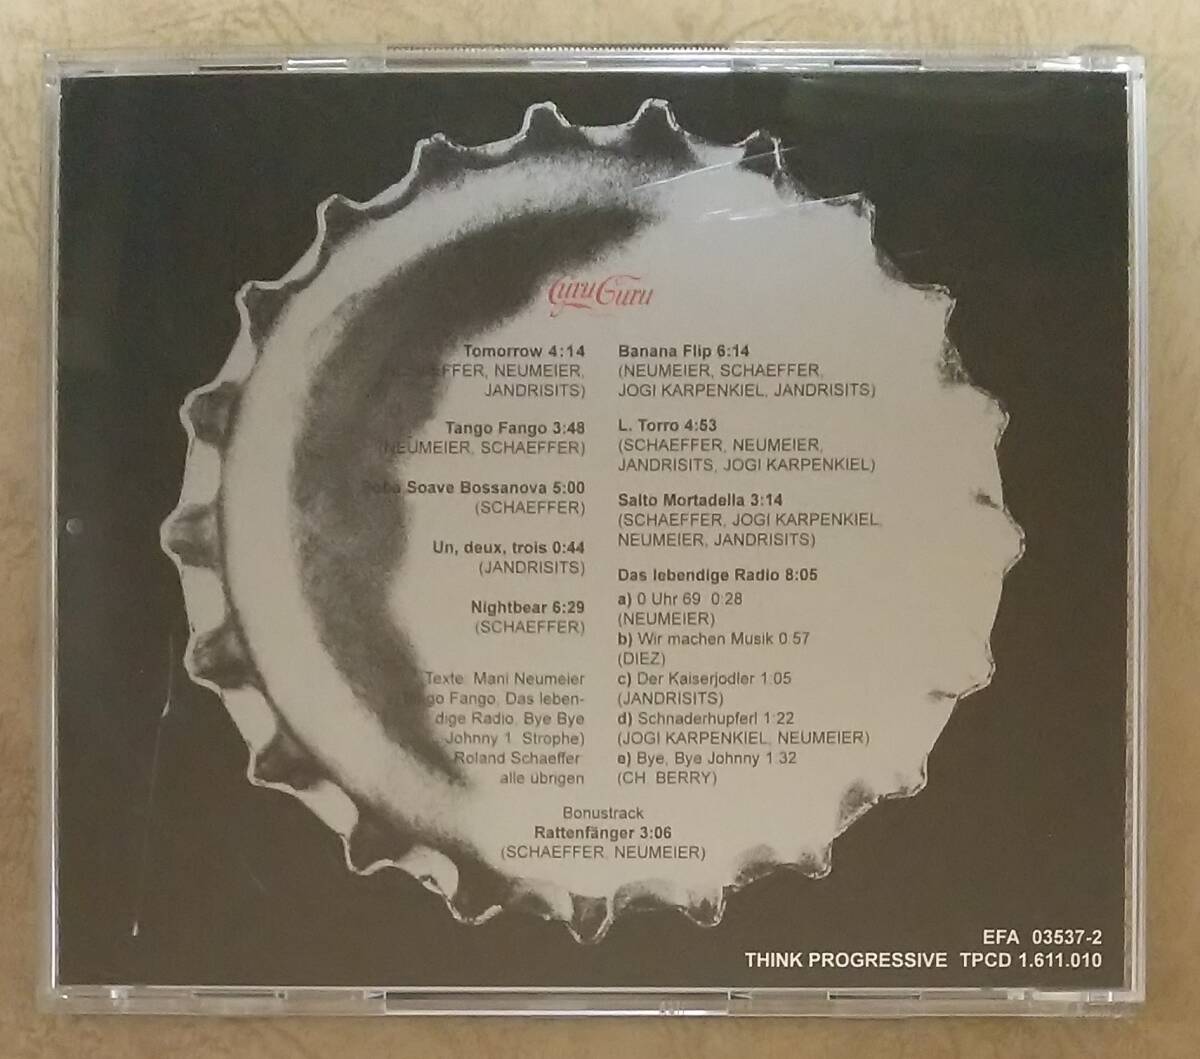 Guru Guru
Tomorrow 4:14
EFFER, NEUMEIER,
JANDRISITS)
Tango Fango 3:48
(NEUMEIER, SCHAEFFER)
Soave Bossanova 5:00
(SCHAEFFER)
Un, deux, trois 0:44
(JANDRISITS)
Nightbear 6:29
(SCHAEFFER)
Texte: Mani Neumeier
go Fango, Das leben-
dige Radio, Bye Bye
Johnny 1. Strophe)
Roland Schaeffer
alle übrigen
Banana Flip 6:14
(NEUMEIER, SCHAEFFER,
JOGI KARPENKIEL, JANDRISITS)
L. Torro 4:53
(SCHAEFFER, NEUMEIER,
JANDRISITS, JOGI KARPENKIEL)
Salto Mortadella 3:14
(SCHAEFFER, JOGI KARPENKIEL,
NEUMEIER, JANDRISITS)
Das lebendige Radio 8:05
a) 0 Uhr 69 0:28
(NEUMEIER)
b) Wir machen Musik 0:57
(DIEZ)
c) Der Kaiserjodler 1:05
(JANDRISITS)
d) Schnaderhupferl 1:22
(JOGI KARPENKIEL, NEUMEIER)
e) Bye, Bye Johnny 1:32
(CH. BERRY)
Bonustrack
Rattenfänger 3:06
(SCHAEFFER, NEUMEIER)
EFA 03537-2
THINK PROGRESSIVE TPCD 1.611.010